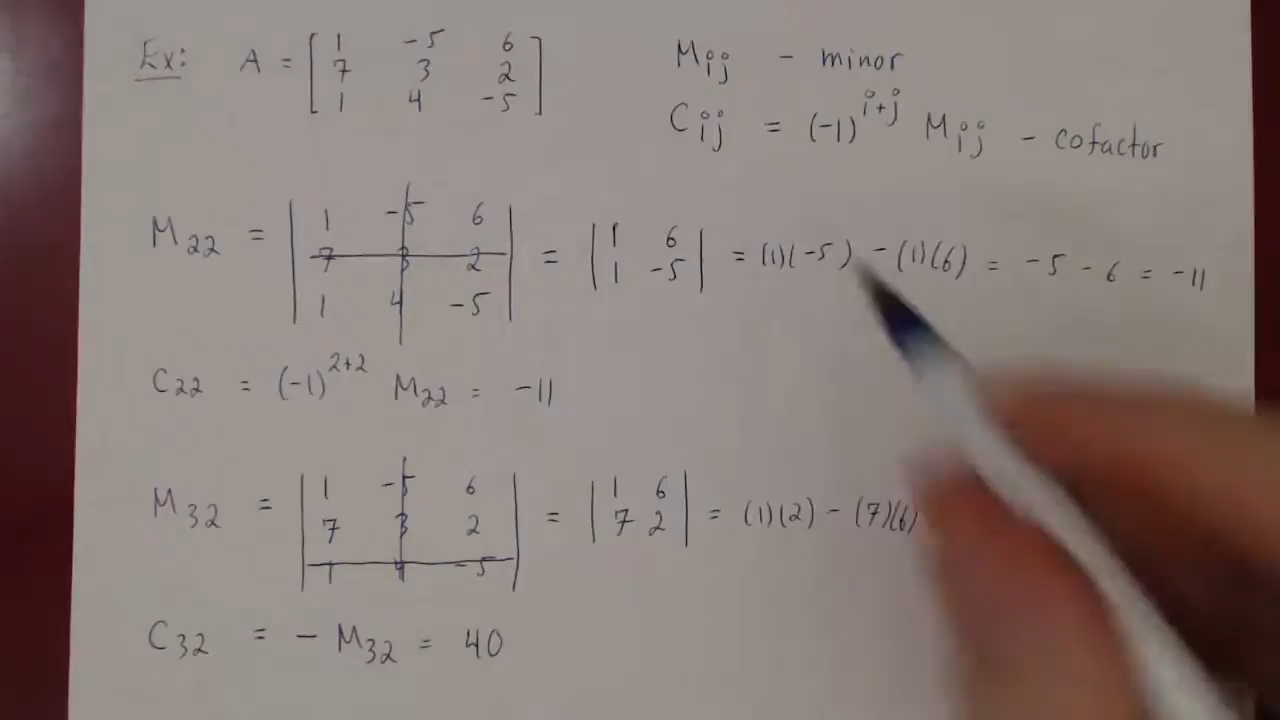 Ex: A = [ 1 -5 6
7 3 2
1 4 -5 ]
Mij - minor
Cij = (-1)^i+j Mij - cofactor
M22 = | 1 -5 6
7 3 2
1 4 -5 | = | 1 6
1 -5 | = (1)(-5) - (1)(6) = -5 - 6 = -11
C22 = (-1)^2+2 M22 = -11
M32 = | 1 -5 6
7 3 2
1 4 -5 | = | 1 6
7 2 | = (1)(2) - (7)(6)
C32 = - M32 = 40